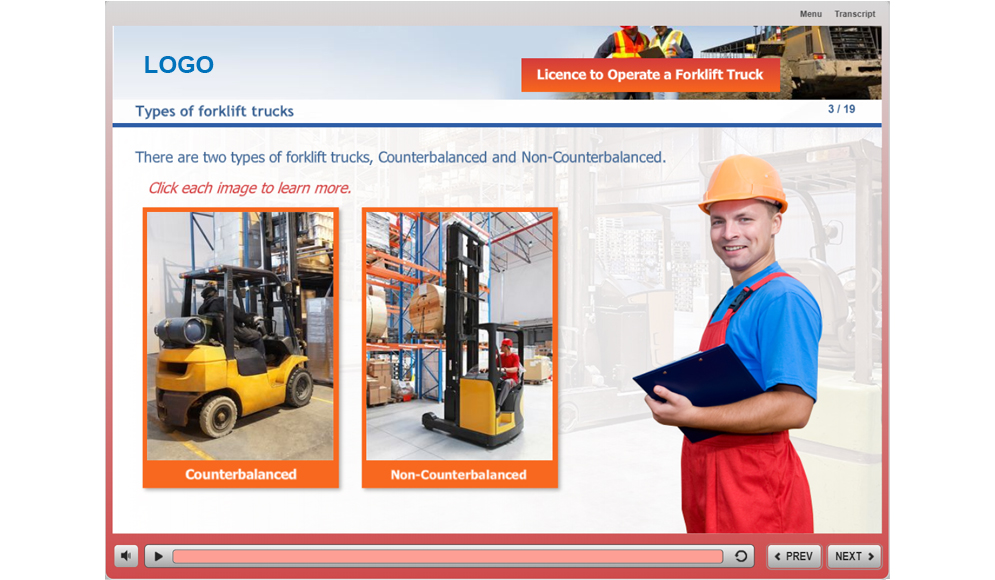 Menu Transcript
LOGO
Licence to Operate a Forklift Truck
Types of forklift trucks
3 / 19
There are two types of forklift trucks, Counterbalanced and Non-Counterbalanced.
Click each image to learn more.
Counterbalanced
Non-Counterbalanced
PREV
NEXT